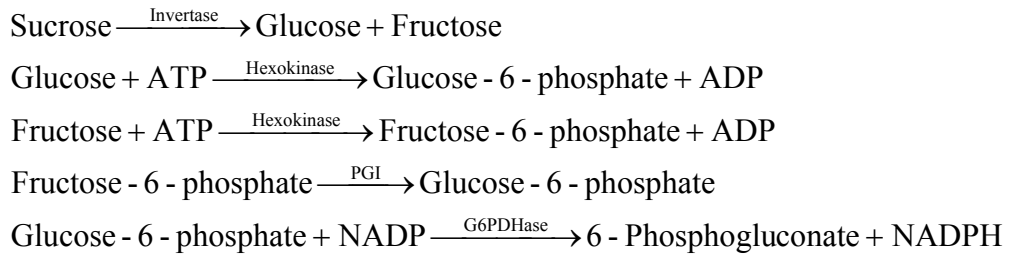 Sucrose Invertase → Glucose + Fructose
Glucose + ATP Hexokinase → Glucose - 6 - phosphate + ADP
Fructose + ATP Hexokinase → Fructose - 6 - phosphate + ADP
Fructose - 6 - phosphate PGI → Glucose - 6 - phosphate
Glucose - 6 - phosphate + NADP G6PDHase → 6 - Phosphogluconate + NADPH